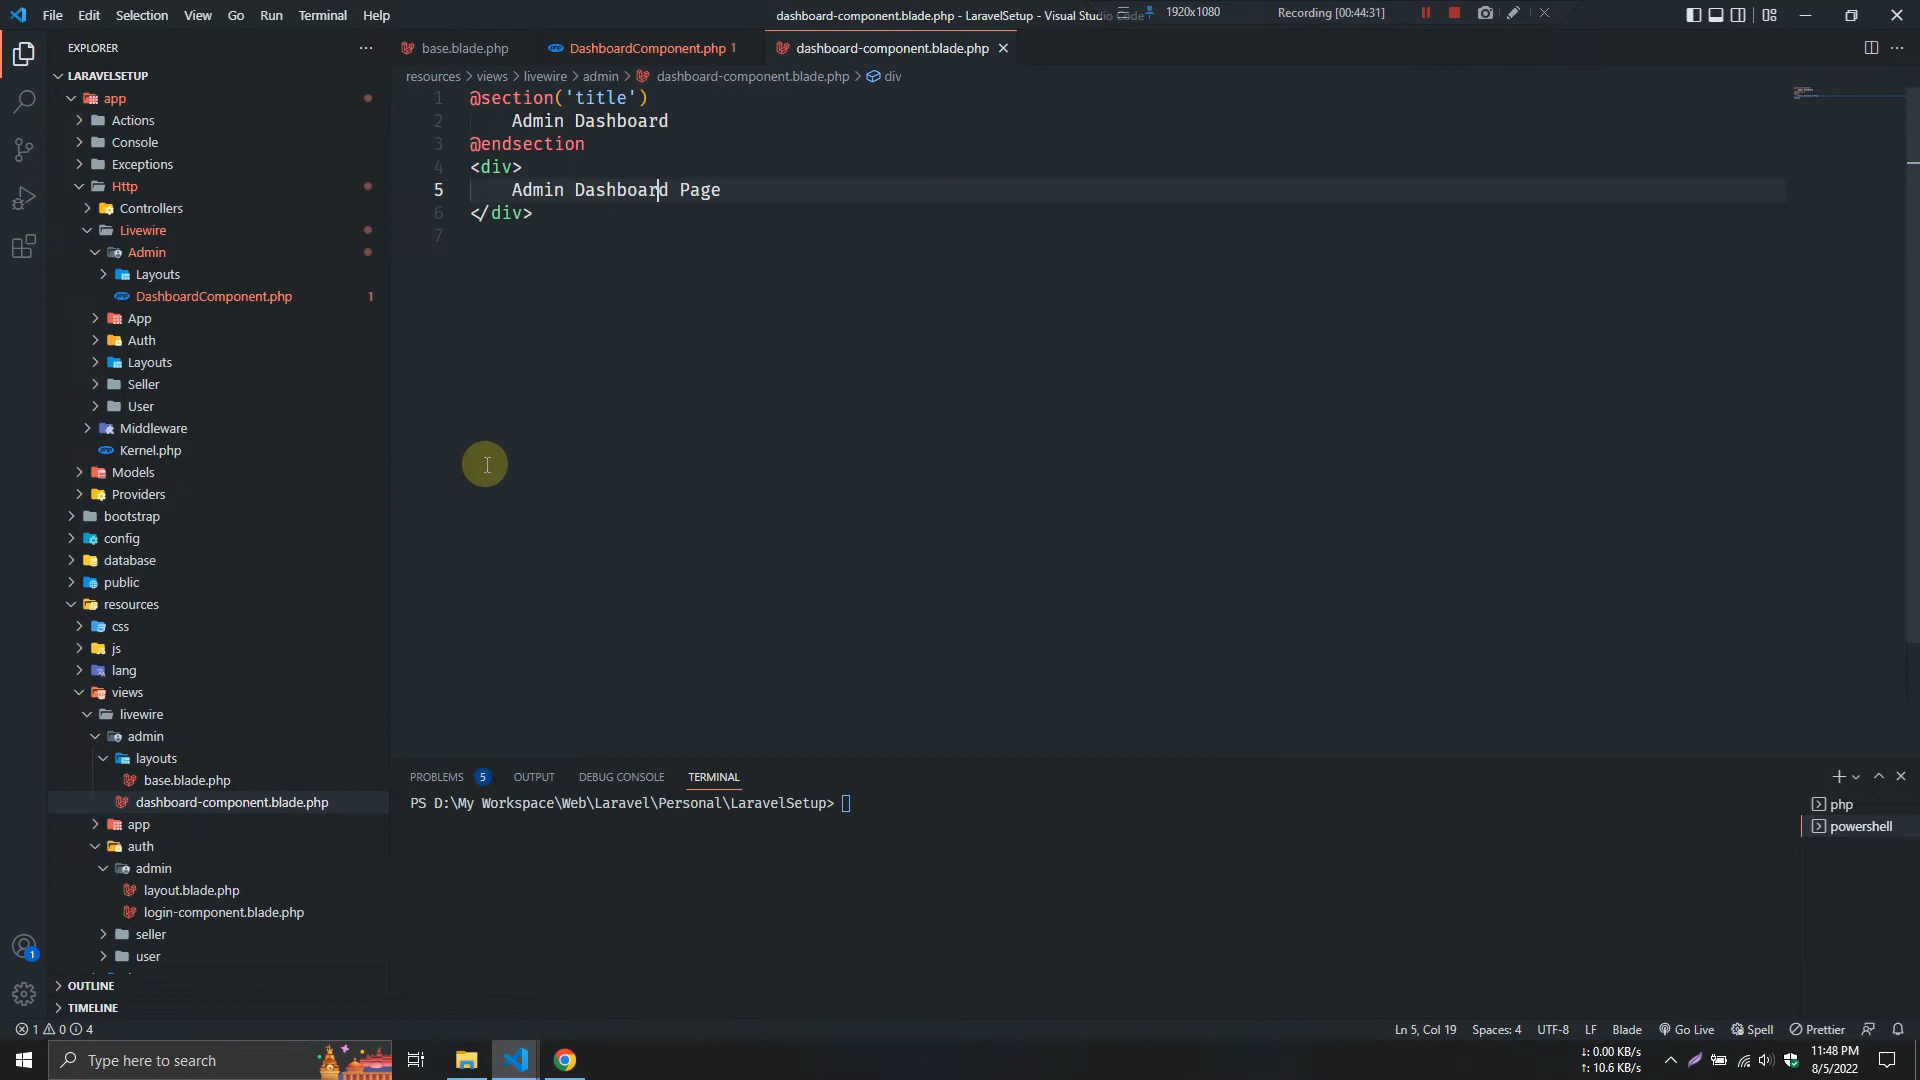 File Edit Selection View Go Run Terminal Help
dashboard-component.blade.php - LaravelSetup - Visual Studio Code
1920x1080
Recording [00:44:31]
EXPLORER
base.blade.php
DashboardComponent.php 1
dashboard-component.blade.php
LARAVELSETUP
resources > views > livewire > admin > dashboard-component.blade.php > div
app
Actions
Console
Exceptions
Http
Controllers
Livewire
Admin
Layouts
DashboardComponent.php 1
App
Auth
Layouts
Seller
User
Middleware
Kernel.php
Models
Providers
bootstrap
config
database
public
resources
css
js
lang
views
livewire
admin
layouts
base.blade.php
dashboard-component.blade.php
app
auth
admin
layout.blade.php
login-component.blade.php
seller
user
OUTLINE
TIMELINE
1 @section('title')
2 Admin Dashboard
3 @endsection
4 <div>
5 Admin Dashboard Page
6 </div>
7
PROBLEMS 5 OUTPUT DEBUG CONSOLE TERMINAL
PS D:\My Workspace\Web\Laravel\Personal\LaravelSetup>
php
powershell
1
1 0 4
Ln 5, Col 19 Spaces: 4 UTF-8 LF Blade Go Live Spell Prettier
Type here to search
↓: 0.00 KB/s
↑: 10.6 KB/s
11:48 PM
8/5/2022